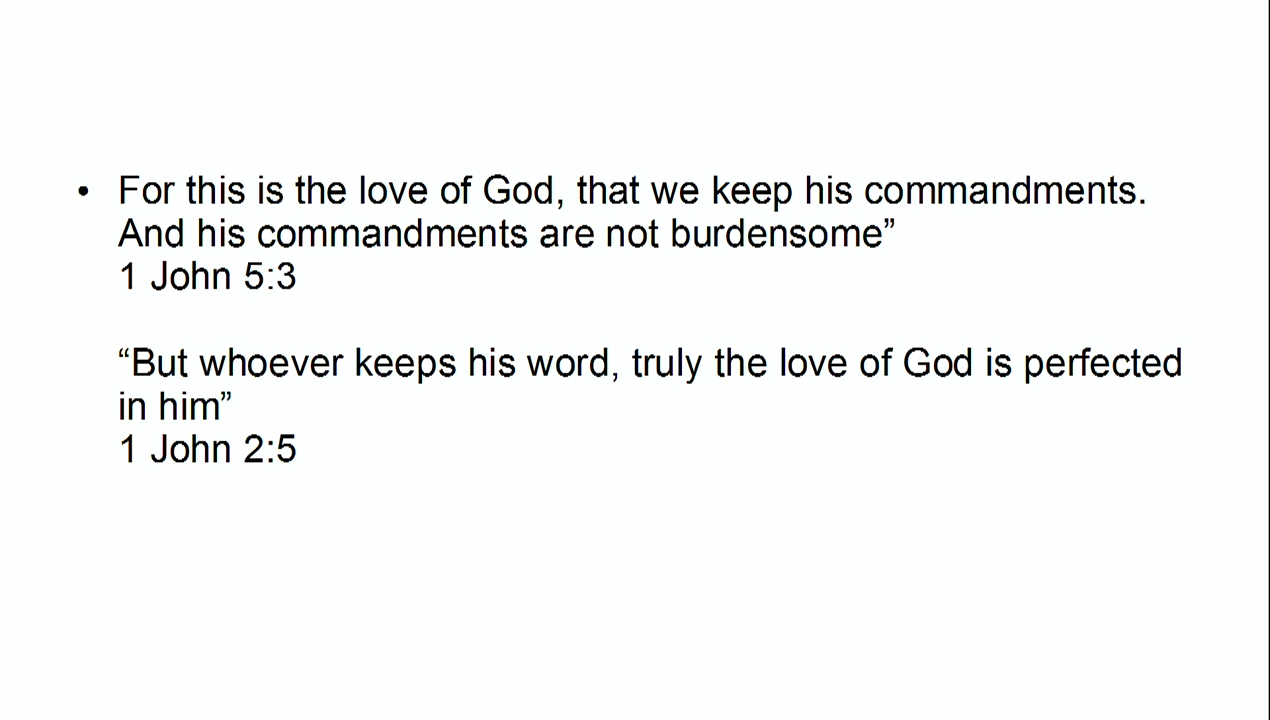 • For this is the love of God, that we keep his commandments.
And his commandments are not burdensome”
1 John 5:3
“But whoever keeps his word, truly the love of God is perfected
in him”
1 John 2:5